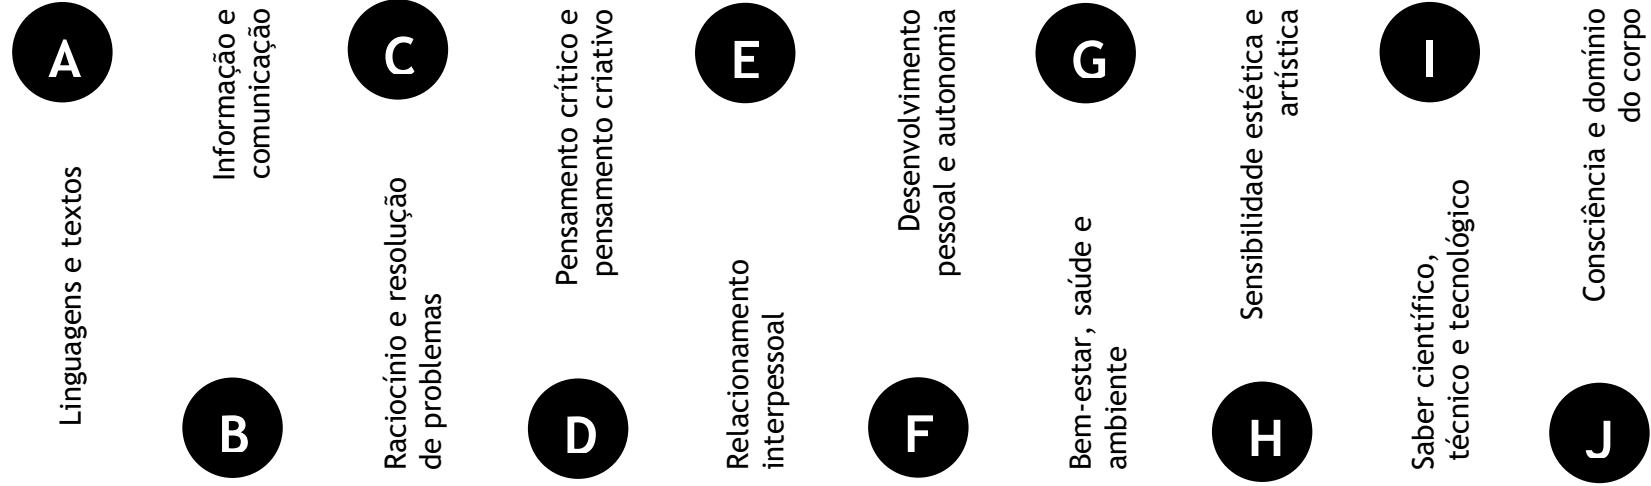 A
Linguagens e textos
Informação e
comunicação
B
C
Raciocínio e resolução
de problemas
Pensamento crítico e
pensamento criativo
D
E
Relacionamento
interpessoal
Desenvolvimento
pessoal e autonomia
F
G
Bem-estar, saúde e
ambiente
Sensibilidade estética e
artística
H
I
Saber científico,
técnico e tecnológico
Consciência e domínio
do corpo
J